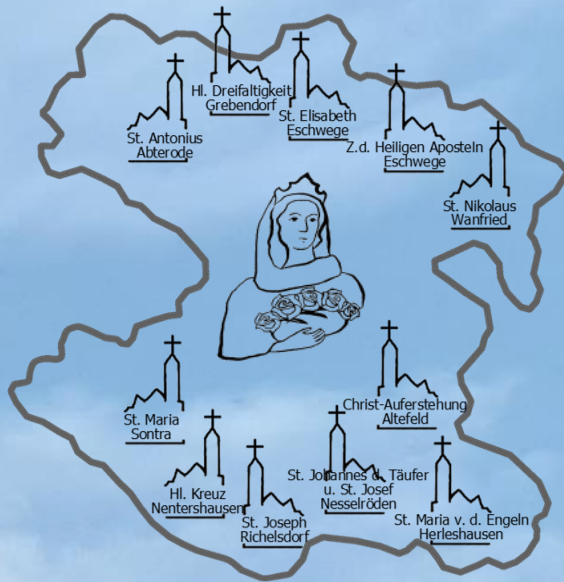 Hl. Dreifaltigkeit
Grebendorf
St. Elisabeth
Eschwege
St. Antonius
Abterode
Z.d. Heiligen Aposteln
Eschwege
St. Nikolaus
Wanfried
St. Maria
Sontra
Christ-Auferstehung
Altefeld
Hl. Kreuz
Nentershausen
St. Joseph
Richelsdorf
St. Johannes d. Täufer
u. St. Josef
Nesselröden
St. Maria v. d. Engeln
Herleshausen